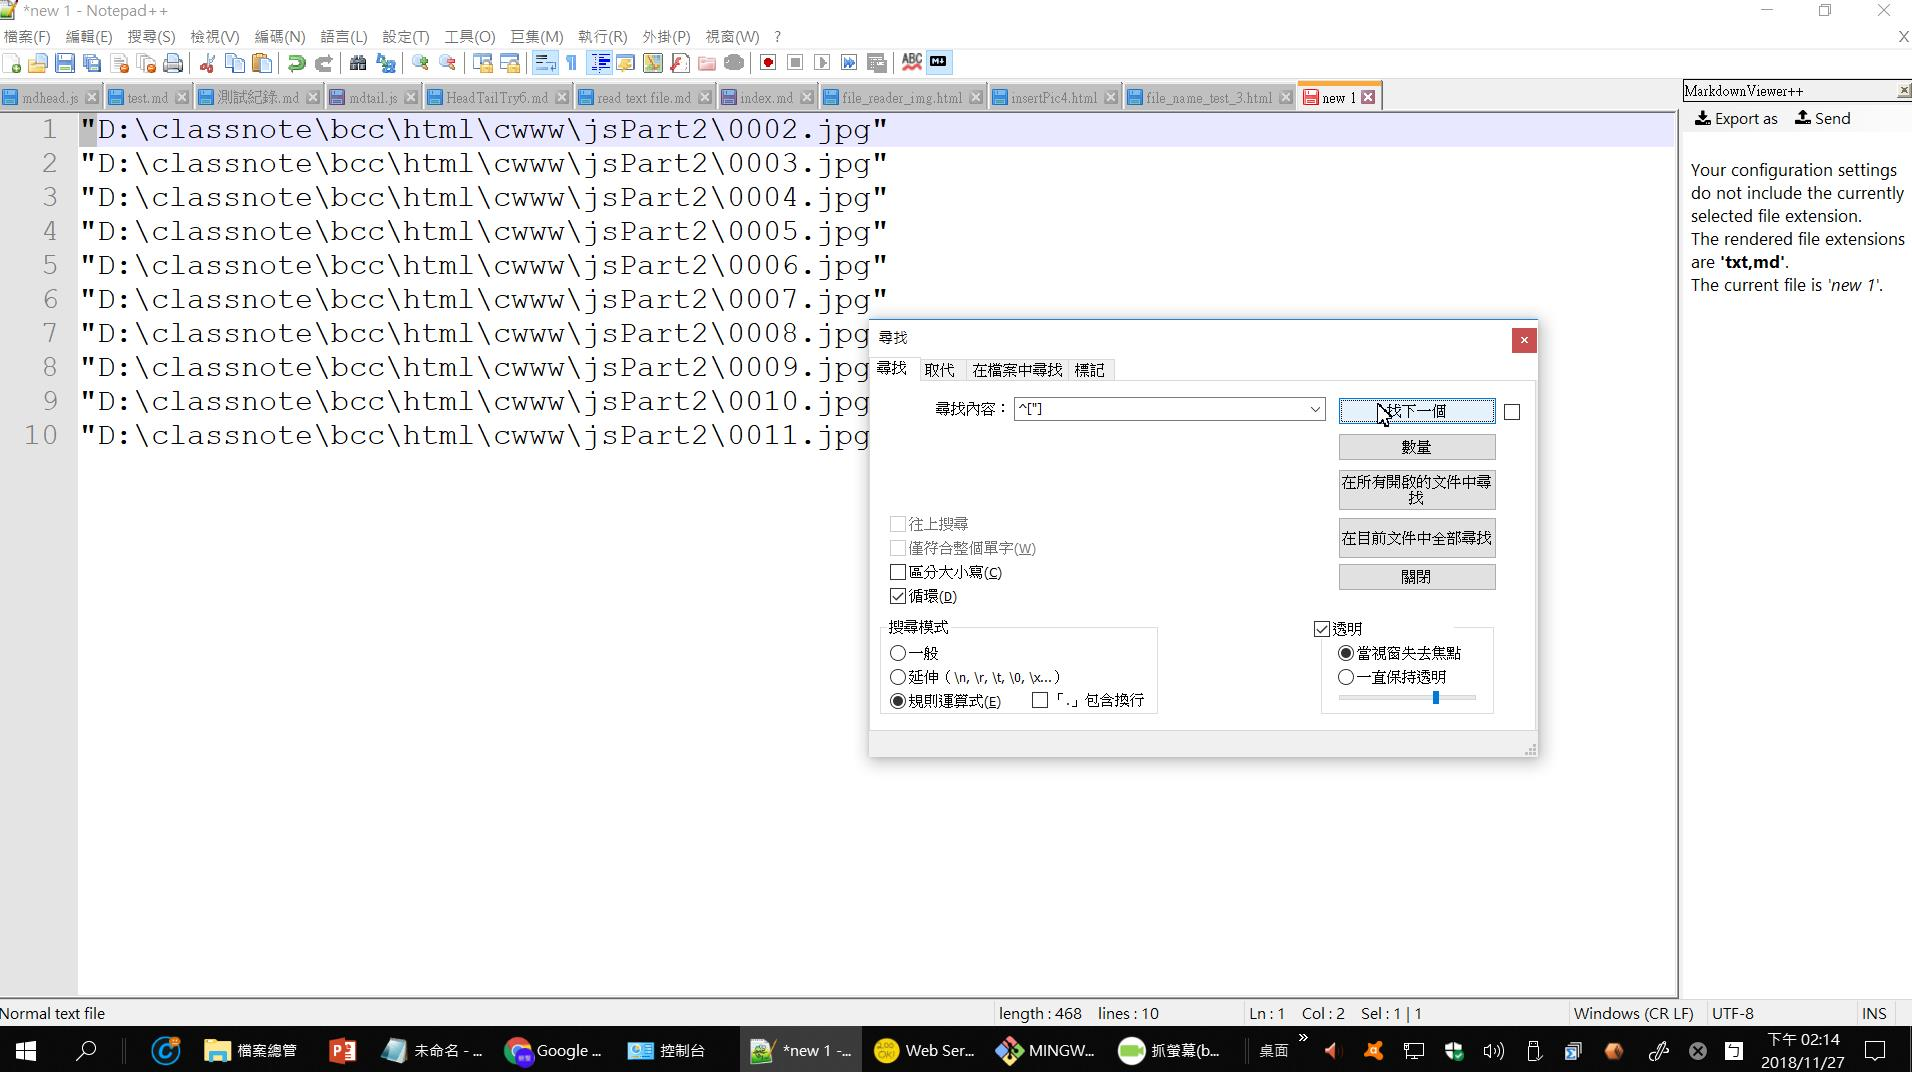 *new 1 - Notepad++
檔案(F) 編輯(E) 搜尋(S) 檢視(V) 編碼(N) 語言(L) 設定(T) 工具(O) 巨集(M) 執行(R) 外掛(P) 視窗(W) ? X
ABC M
mdhead.js test.md 測試紀錄.md mdtail.js HeadTailTry6.md read text file.md index.md file_reader_img.html insertPic4.html file_name_test_3.html new 1
1 "D:\classnote\bcc\html\cwww\jsPart2\0002.jpg"
2 "D:\classnote\bcc\html\cwww\jsPart2\0003.jpg"
3 "D:\classnote\bcc\html\cwww\jsPart2\0004.jpg"
4 "D:\classnote\bcc\html\cwww\jsPart2\0005.jpg"
5 "D:\classnote\bcc\html\cwww\jsPart2\0006.jpg"
6 "D:\classnote\bcc\html\cwww\jsPart2\0007.jpg"
7 "D:\classnote\bcc\html\cwww\jsPart2\0008.jpg
8 "D:\classnote\bcc\html\cwww\jsPart2\0009.jpg
9 "D:\classnote\bcc\html\cwww\jsPart2\0010.jpg
10 "D:\classnote\bcc\html\cwww\jsPart2\0011.jpg
尋找
尋找 取代 在檔案中尋找 標記
尋找內容： ^["]
找下一個
數量
在所有開啟的文件中尋
找
在目前文件中全部尋找
關閉
往上搜尋
僅符合整個單字(W)
區分大小寫(C)
循環(D)
搜尋模式
一般
延伸（\n, \r, \t, \0, \x...）
規則運算式(E) 「.」包含換行
透明
當視窗失去焦點
一直保持透明
MarkdownViewer++
Export as Send
Your configuration settings
do not include the currently
selected file extension.
The rendered file extensions
are 'txt,md'.
The current file is 'new 1'.
Normal text file length : 468 lines : 10 Ln : 1 Col : 2 Sel : 1 | 1 Windows (CR LF) UTF-8 INS
檔案總管 未命名 - ... Google ... 控制台 *new 1 -... Web Ser... MINGW... 抓螢幕(b... 桌面 » 下午 02:14
2018/11/27